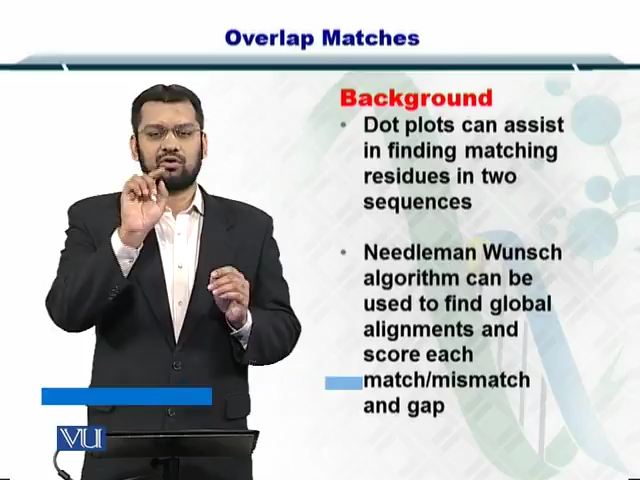 Overlap Matches
Background
• Dot plots can assist
in finding matching
residues in two
sequences
• Needleman Wunsch
algorithm can be
used to find global
alignments and
score each
match/mismatch
and gap
VU